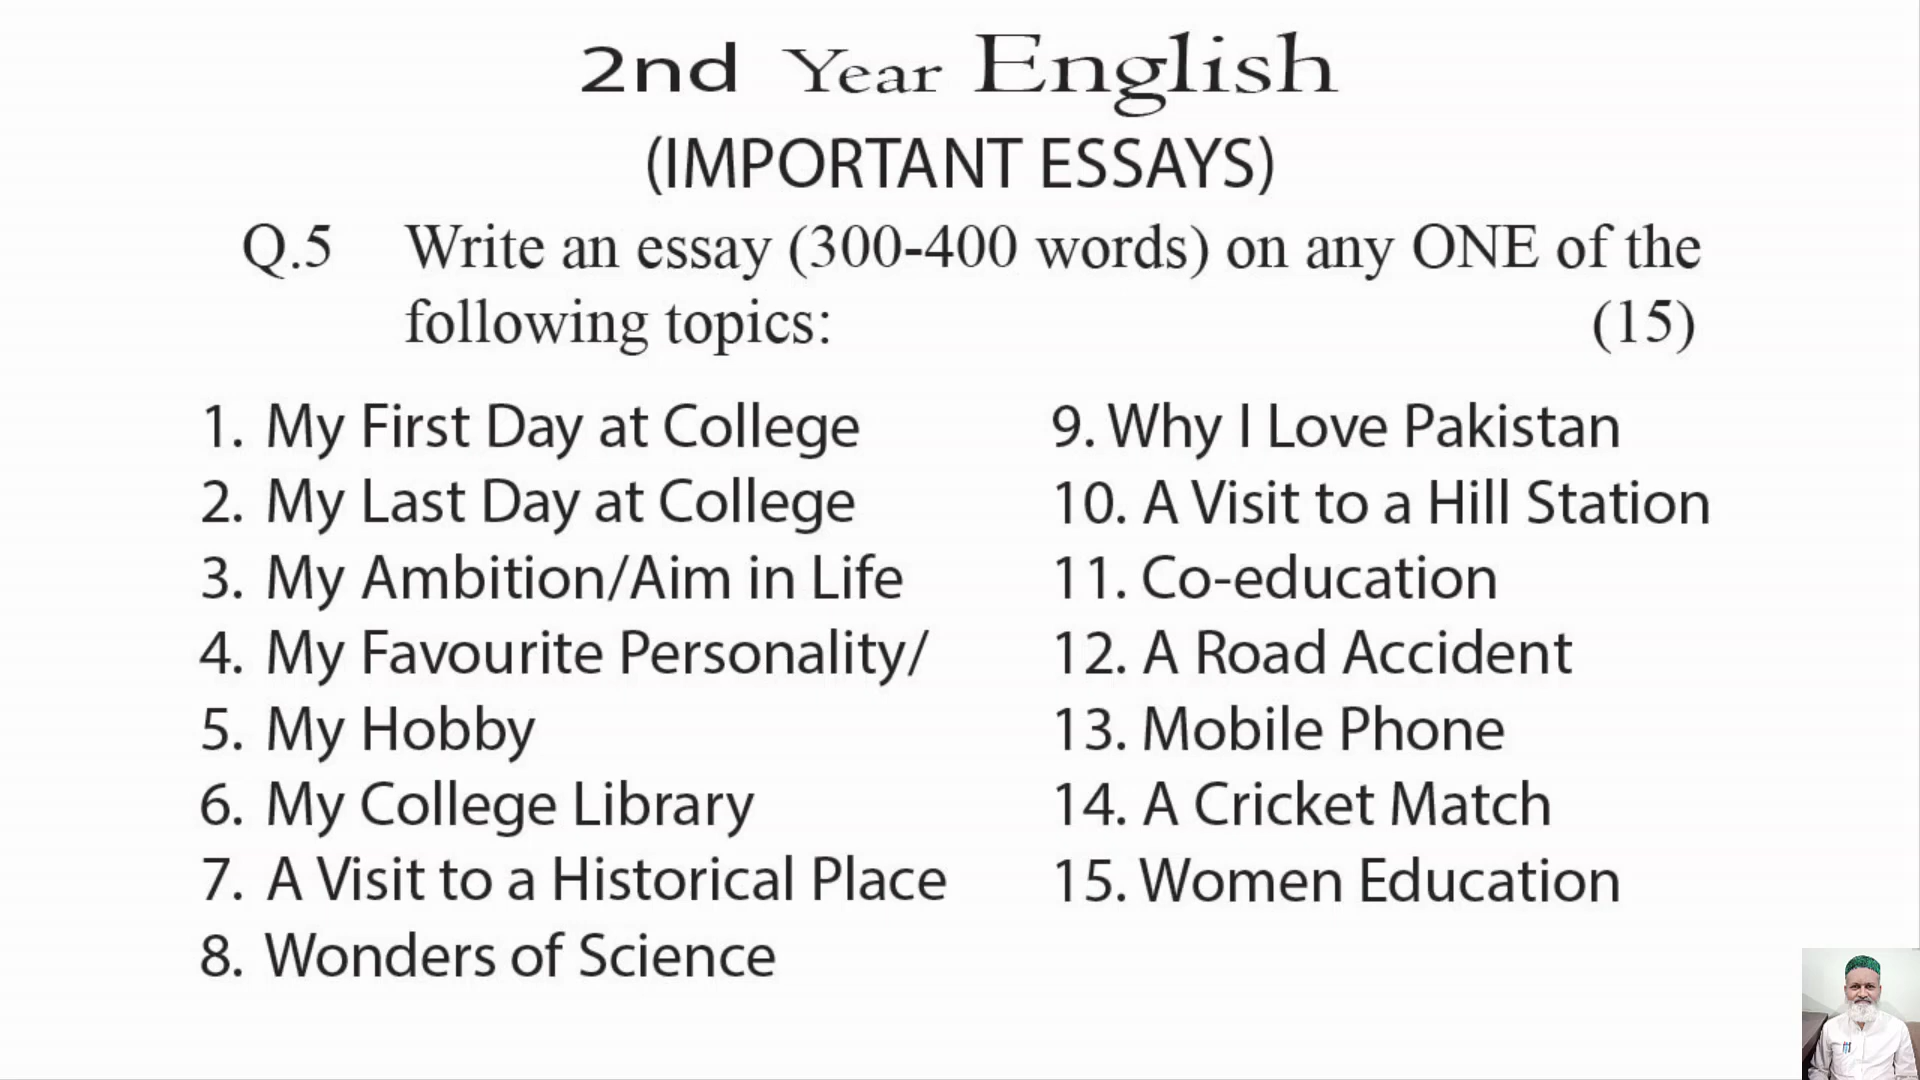 2nd Year English
(IMPORTANT ESSAYS)
Q.5 Write an essay (300-400 words) on any ONE of the
following topics: (15)
1. My First Day at College
2. My Last Day at College
3. My Ambition/Aim in Life
4. My Favourite Personality/
5. My Hobby
6. My College Library
7. A Visit to a Historical Place
8. Wonders of Science
9. Why I Love Pakistan
10. A Visit to a Hill Station
11. Co-education
12. A Road Accident
13. Mobile Phone
14. A Cricket Match
15. Women Education